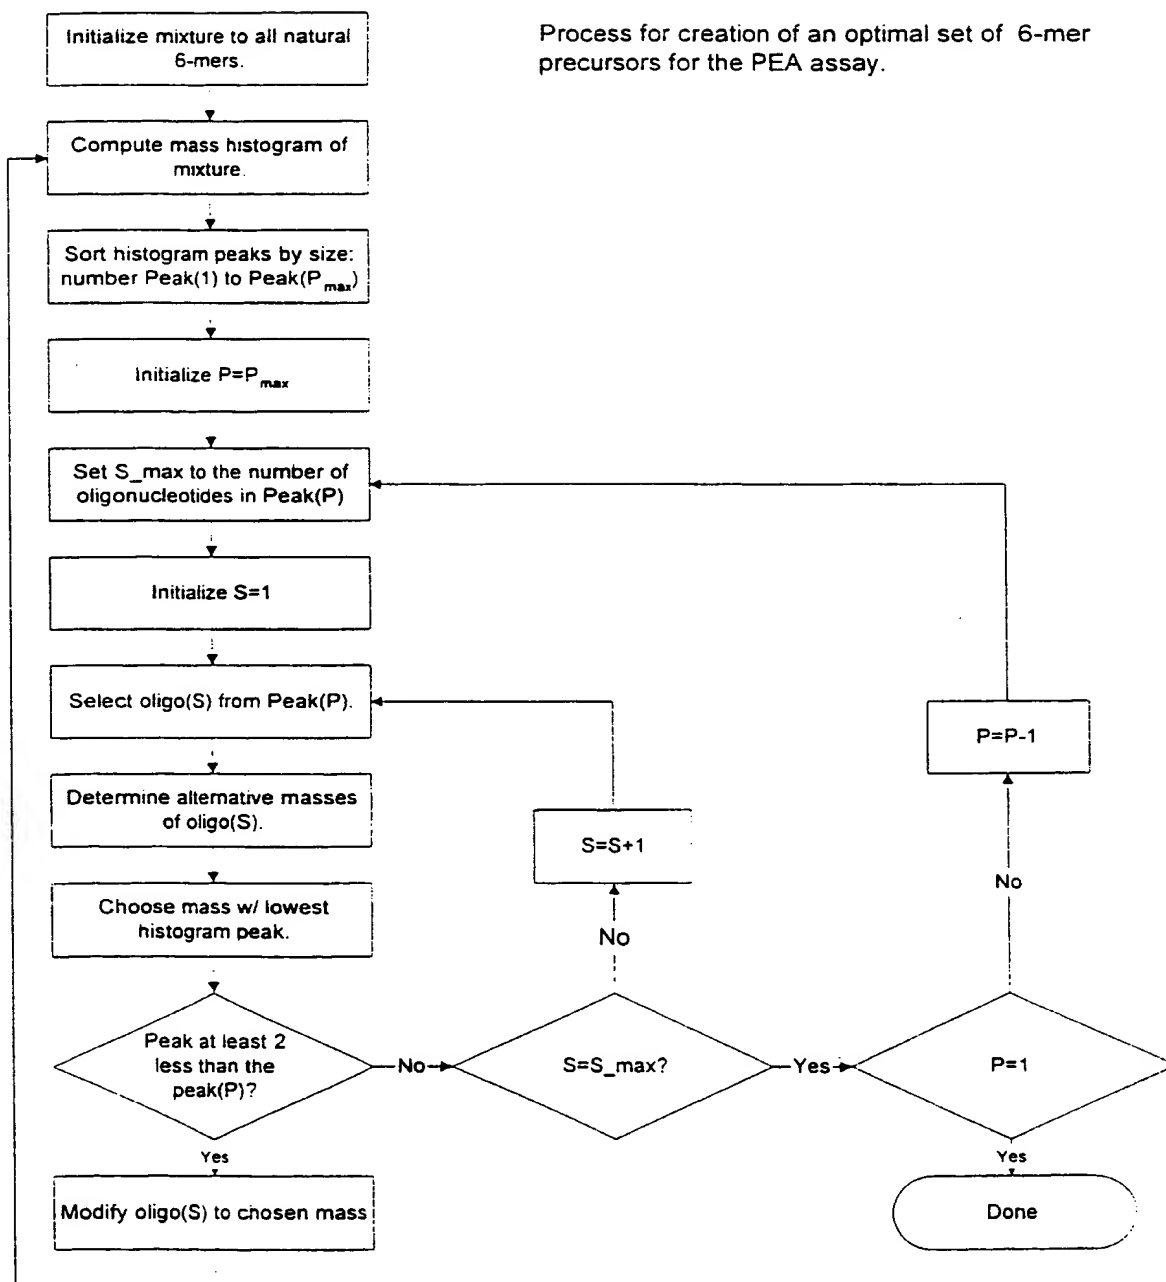 Process for creation of an optimal set of 6-mer
precursors for the PEA assay.
Initialize mixture to all natural
6-mers.
Compute mass histogram of
mixture.
Sort histogram peaks by size:
number Peak(1) to Peak(Pmax)
Initialize P=Pmax
Set S_max to the number of
oligonucleotides in Peak(P)
Initialize S=1
Select oligo(S) from Peak(P).
Determine alternative masses
of oligo(S).
Choose mass w/ lowest
histogram peak.
Peak at least 2
less than the
peak(P)?
No
Yes
Modify oligo(S) to chosen mass
S=S_max?
No
S=S+1
Yes
P=1
No
P=P-1
Yes
Done